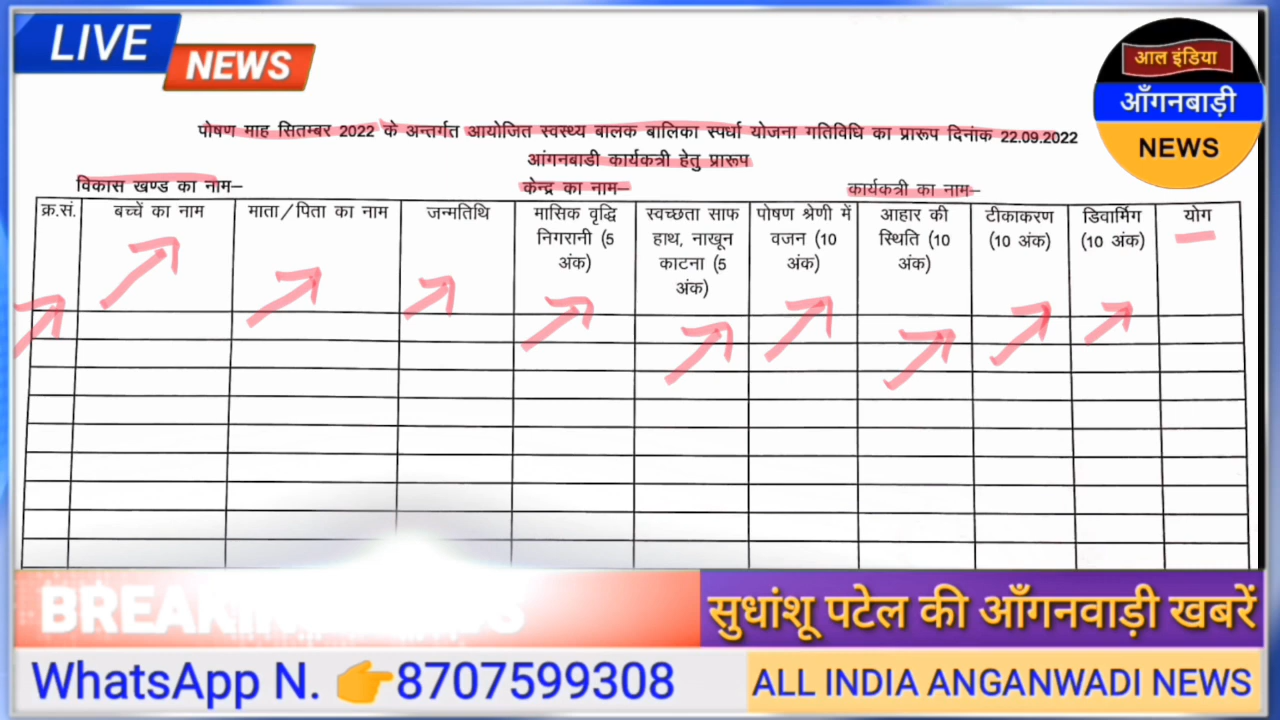 LIVE
NEWS
आल इंडिया
आँगनबाड़ी
NEWS
पोषण माह सितम्बर 2022 के अन्तर्गत आयोजित स्वस्थ्य बालक बालिका स्पर्धा योजना गतिविधि का प्रारूप दिनांक 22.09.2022
आंगनबाडी कार्यकत्री हेतु प्रारूप
विकास खण्ड का नाम– केन्द्र का नाम– कार्यकत्री का नाम–
क्र.सं. बच्चें का नाम माता/पिता का नाम जन्मतिथि मासिक वृद्धि स्वच्छता साफ पोषण श्रेणी में आहार की टीकाकरण डिवार्मिग योग
निगरानी (5 हाथ, नाखून वजन (10 स्थिति (10 (10 अंक) (10 अंक)
अंक) काटना (5 अंक) अंक)
अंक)
सुधांशू पटेल की आँगनवाड़ी खबरें
WhatsApp N. 👉8707599308
ALL INDIA ANGANWADI NEWS